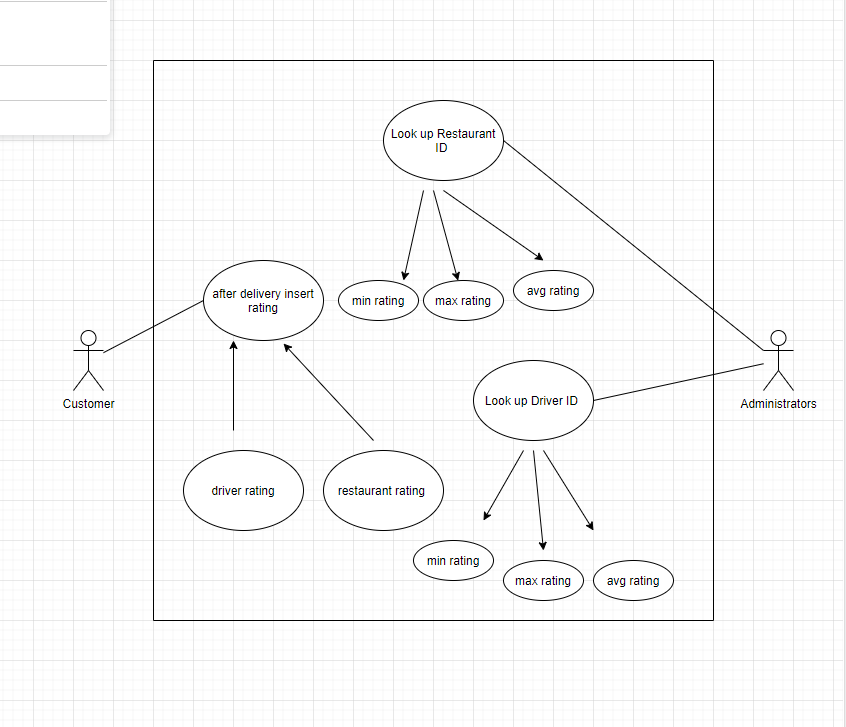 Look up Restaurant
ID
after delivery insert
rating
min rating
max rating
avg rating
Customer
Look up Driver ID
Administrators
driver rating
restaurant rating
min rating
max rating
avg rating